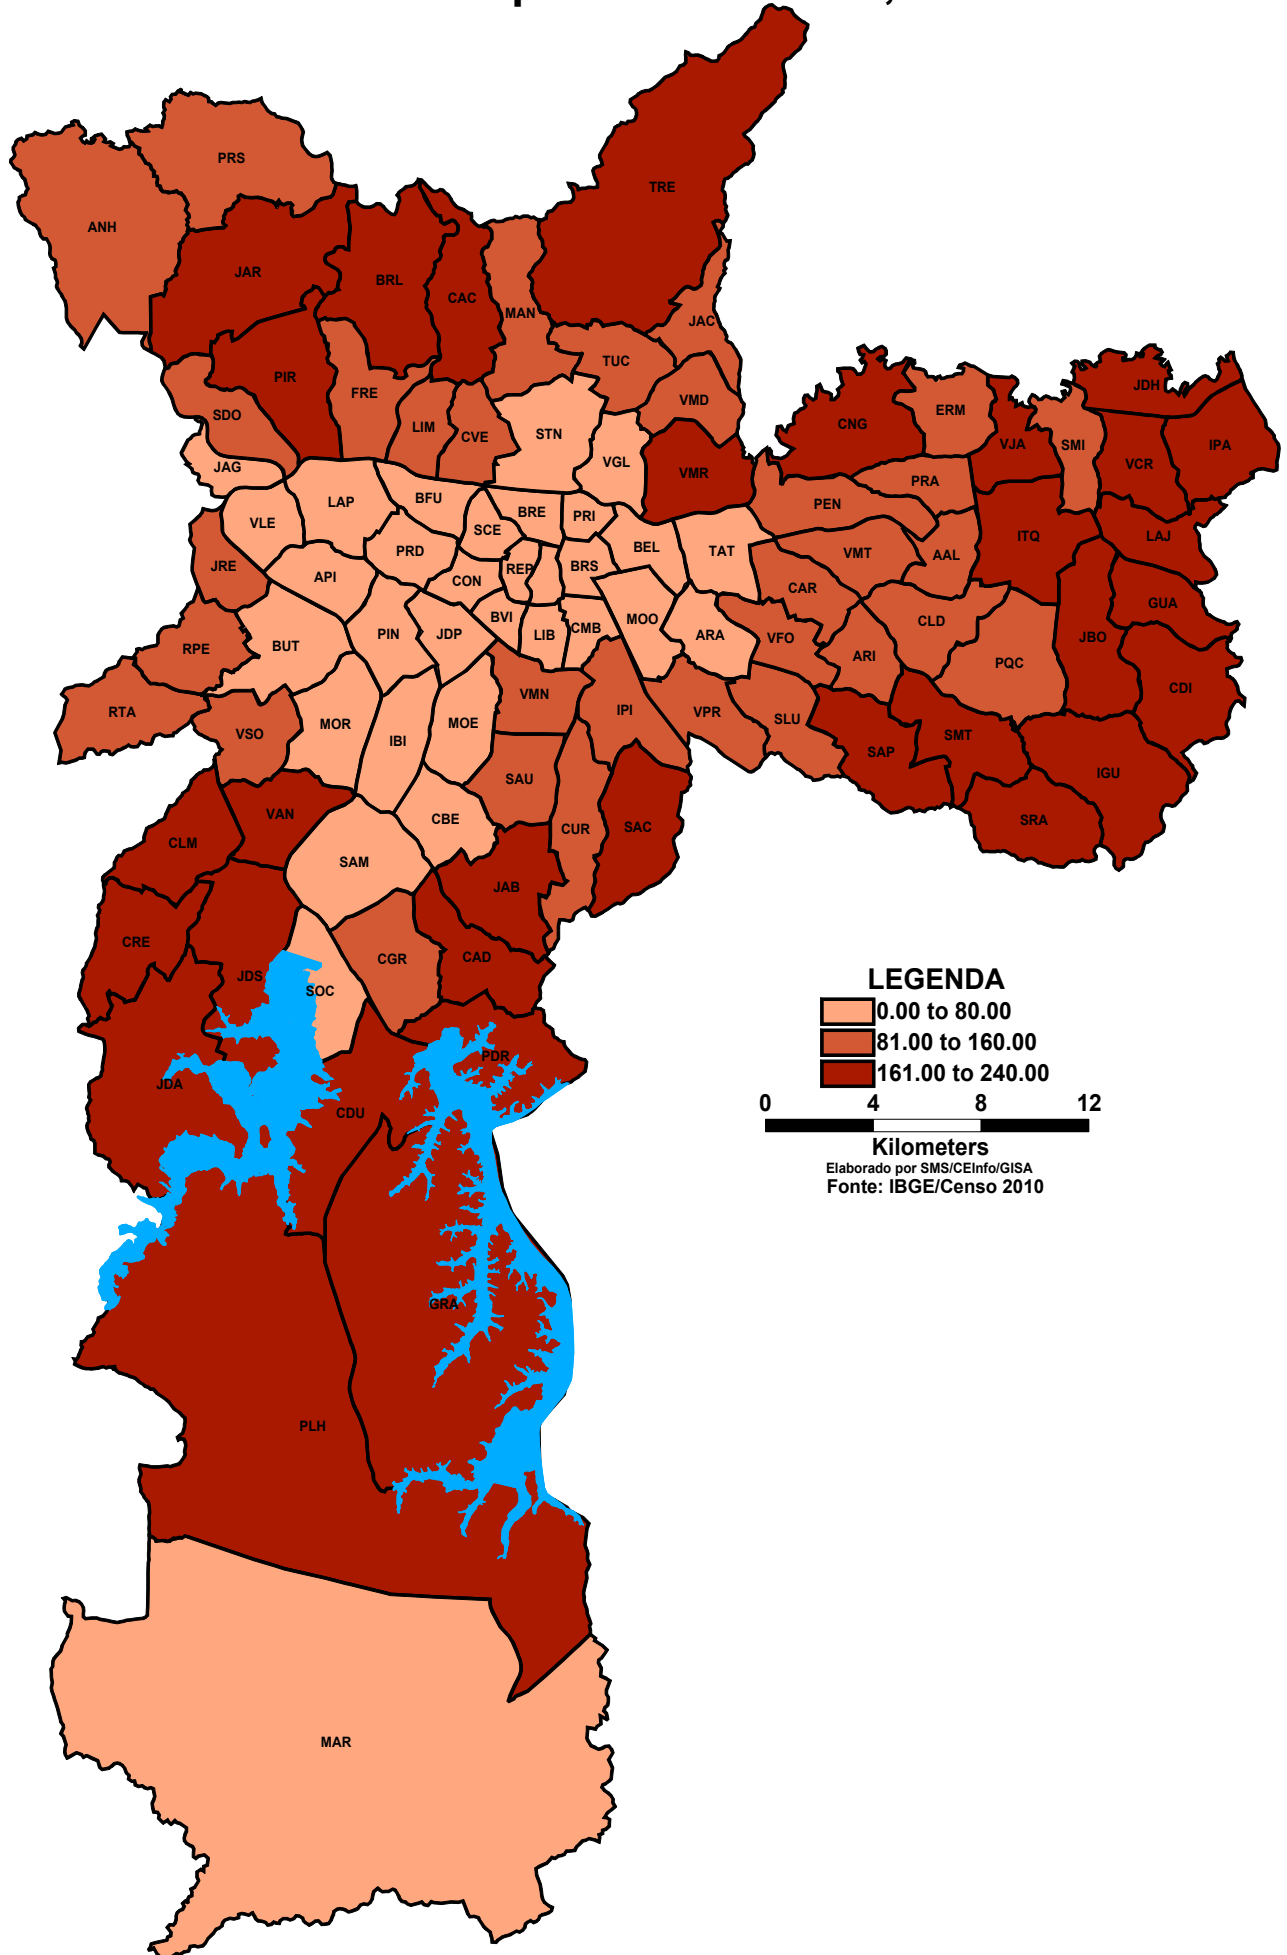 TRE
PRS
ANH
JAR
BRL
CAC
MAN
JAC
TUC
PIR
FRE
VMD
JDH
SDO
LIM
CVE
STN
CNG
ERM
VJA
SMI
IPA
VCR
JAG
VGL
VMR
PRA
PEN
LAP
BFU
VLE
SCE
BRE
PRI
ITQ
LAJ
PRD
BEL
TAT
VMT
AAL
JRE
API
CON
REP
BRS
CAR
GUA
BUT
PIN
JDP
BVI
LIB
CMB
MOO
ARA
VFO
CLD
JBO
RPE
ARI
PQC
CDI
RTA
VSO
MOR
IBI
MOE
VMN
IPI
VPR
SLU
SAP
SMT
IGU
SAU
VAN
CBE
CUR
SAC
SRA
CLM
SAM
JAB
CRE
JDS
SOC
CGR
CAD
PDR
JDA
CDU
GRA
PLH
MAR
LEGENDA
0.00 to 80.00
81.00 to 160.00
161.00 to 240.00
0 4 8 12
Kilometers
Elaborado por SMS/CEInfo/GISA
Fonte: IBGE/Censo 2010